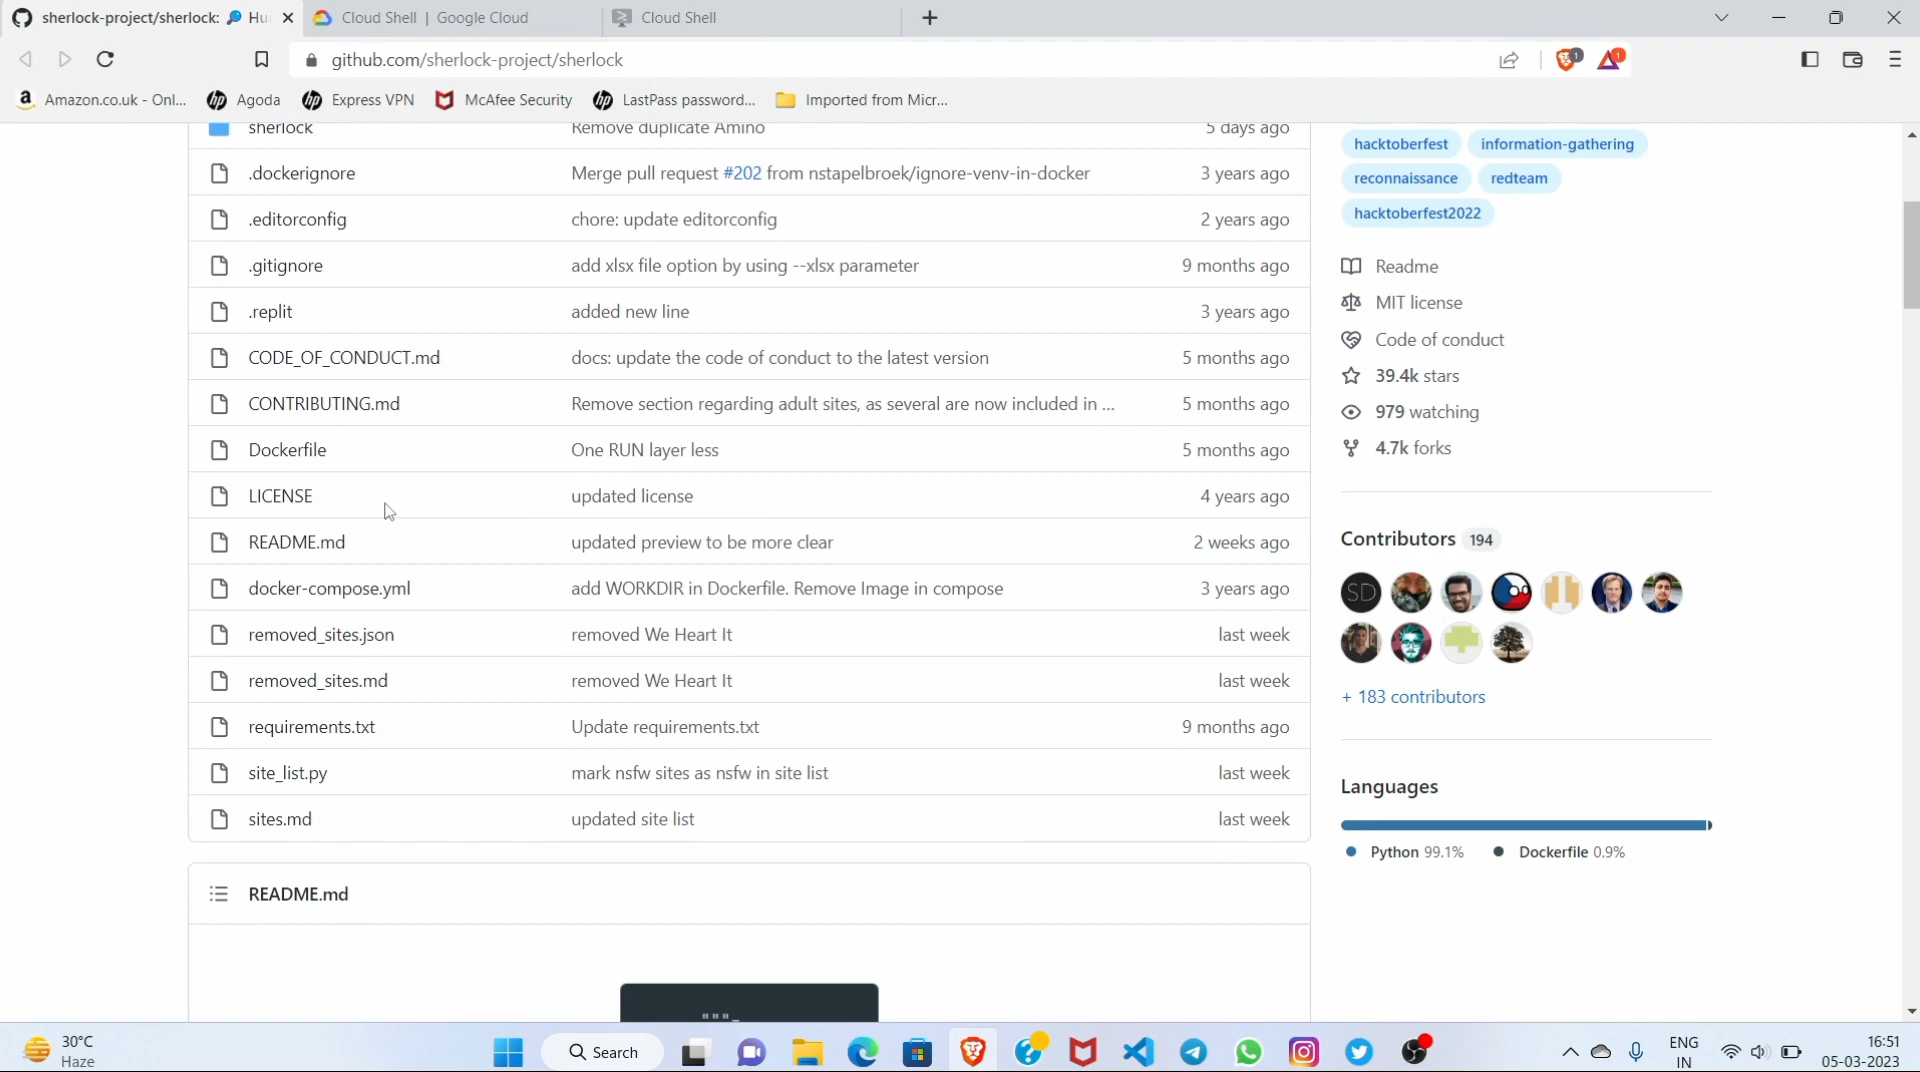 sherlock-project/sherlock: 🔎 Hu
Cloud Shell | Google Cloud
Cloud Shell
github.com/sherlock-project/sherlock
1
1
Amazon.co.uk - Onl...
Agoda
Express VPN
McAfee Security
LastPass password...
Imported from Micr...
sherlock Remove duplicate Amino 5 days ago
.dockerignore Merge pull request #202 from nstapelbroek/ignore-venv-in-docker 3 years ago
.editorconfig chore: update editorconfig 2 years ago
.gitignore add xlsx file option by using --xlsx parameter 9 months ago
.replit added new line 3 years ago
CODE_OF_CONDUCT.md docs: update the code of conduct to the latest version 5 months ago
CONTRIBUTING.md Remove section regarding adult sites, as several are now included in ... 5 months ago
Dockerfile One RUN layer less 5 months ago
LICENSE updated license 4 years ago
README.md updated preview to be more clear 2 weeks ago
docker-compose.yml add WORKDIR in Dockerfile. Remove Image in compose 3 years ago
removed_sites.json removed We Heart It last week
removed_sites.md removed We Heart It last week
requirements.txt Update requirements.txt 9 months ago
site_list.py mark nsfw sites as nsfw in site list last week
sites.md updated site list last week
README.md
"""_
hacktoberfest information-gathering
reconnaissance redteam
hacktoberfest2022
Readme
MIT license
Code of conduct
39.4k stars
979 watching
4.7k forks
Contributors 194
SD
+ 183 contributors
Languages
Python 99.1% Dockerfile 0.9%
30°C
Haze
Search
ENG
IN
16:51
05-03-2023